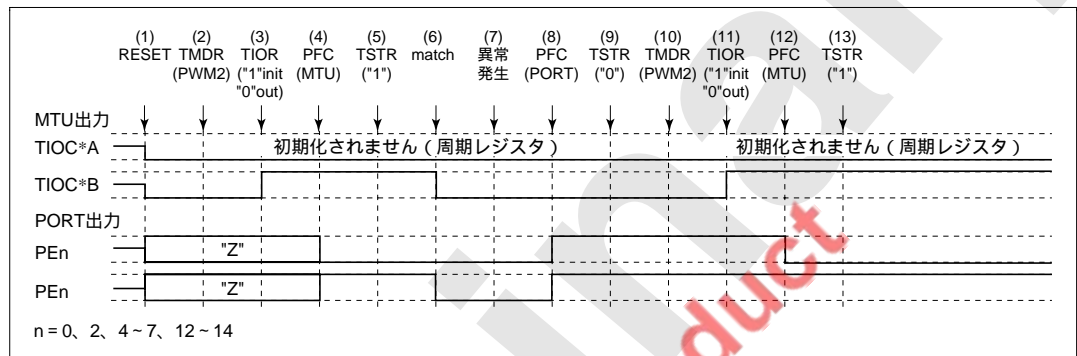 (1) (2) (3) (4) (5) (6) (7) (8) (9) (10) (11) (12) (13)
RESET TMDR TIOR PFC TSTR match 異常 PFC TSTR TMDR TIOR PFC TSTR
(PWM2) ("1"init (MTU) ("1") 発生 (PORT) ("0") (PWM2) ("1"init (MTU) ("1")
"0"out) "0"out)
MTU出力
TIOC*A 初期化されません(周期レジスタ) 初期化されません(周期レジスタ)
TIOC*B
PORT出力
PEn "Z"
PEn "Z"
n = 0、2、4~7、12~14
duct